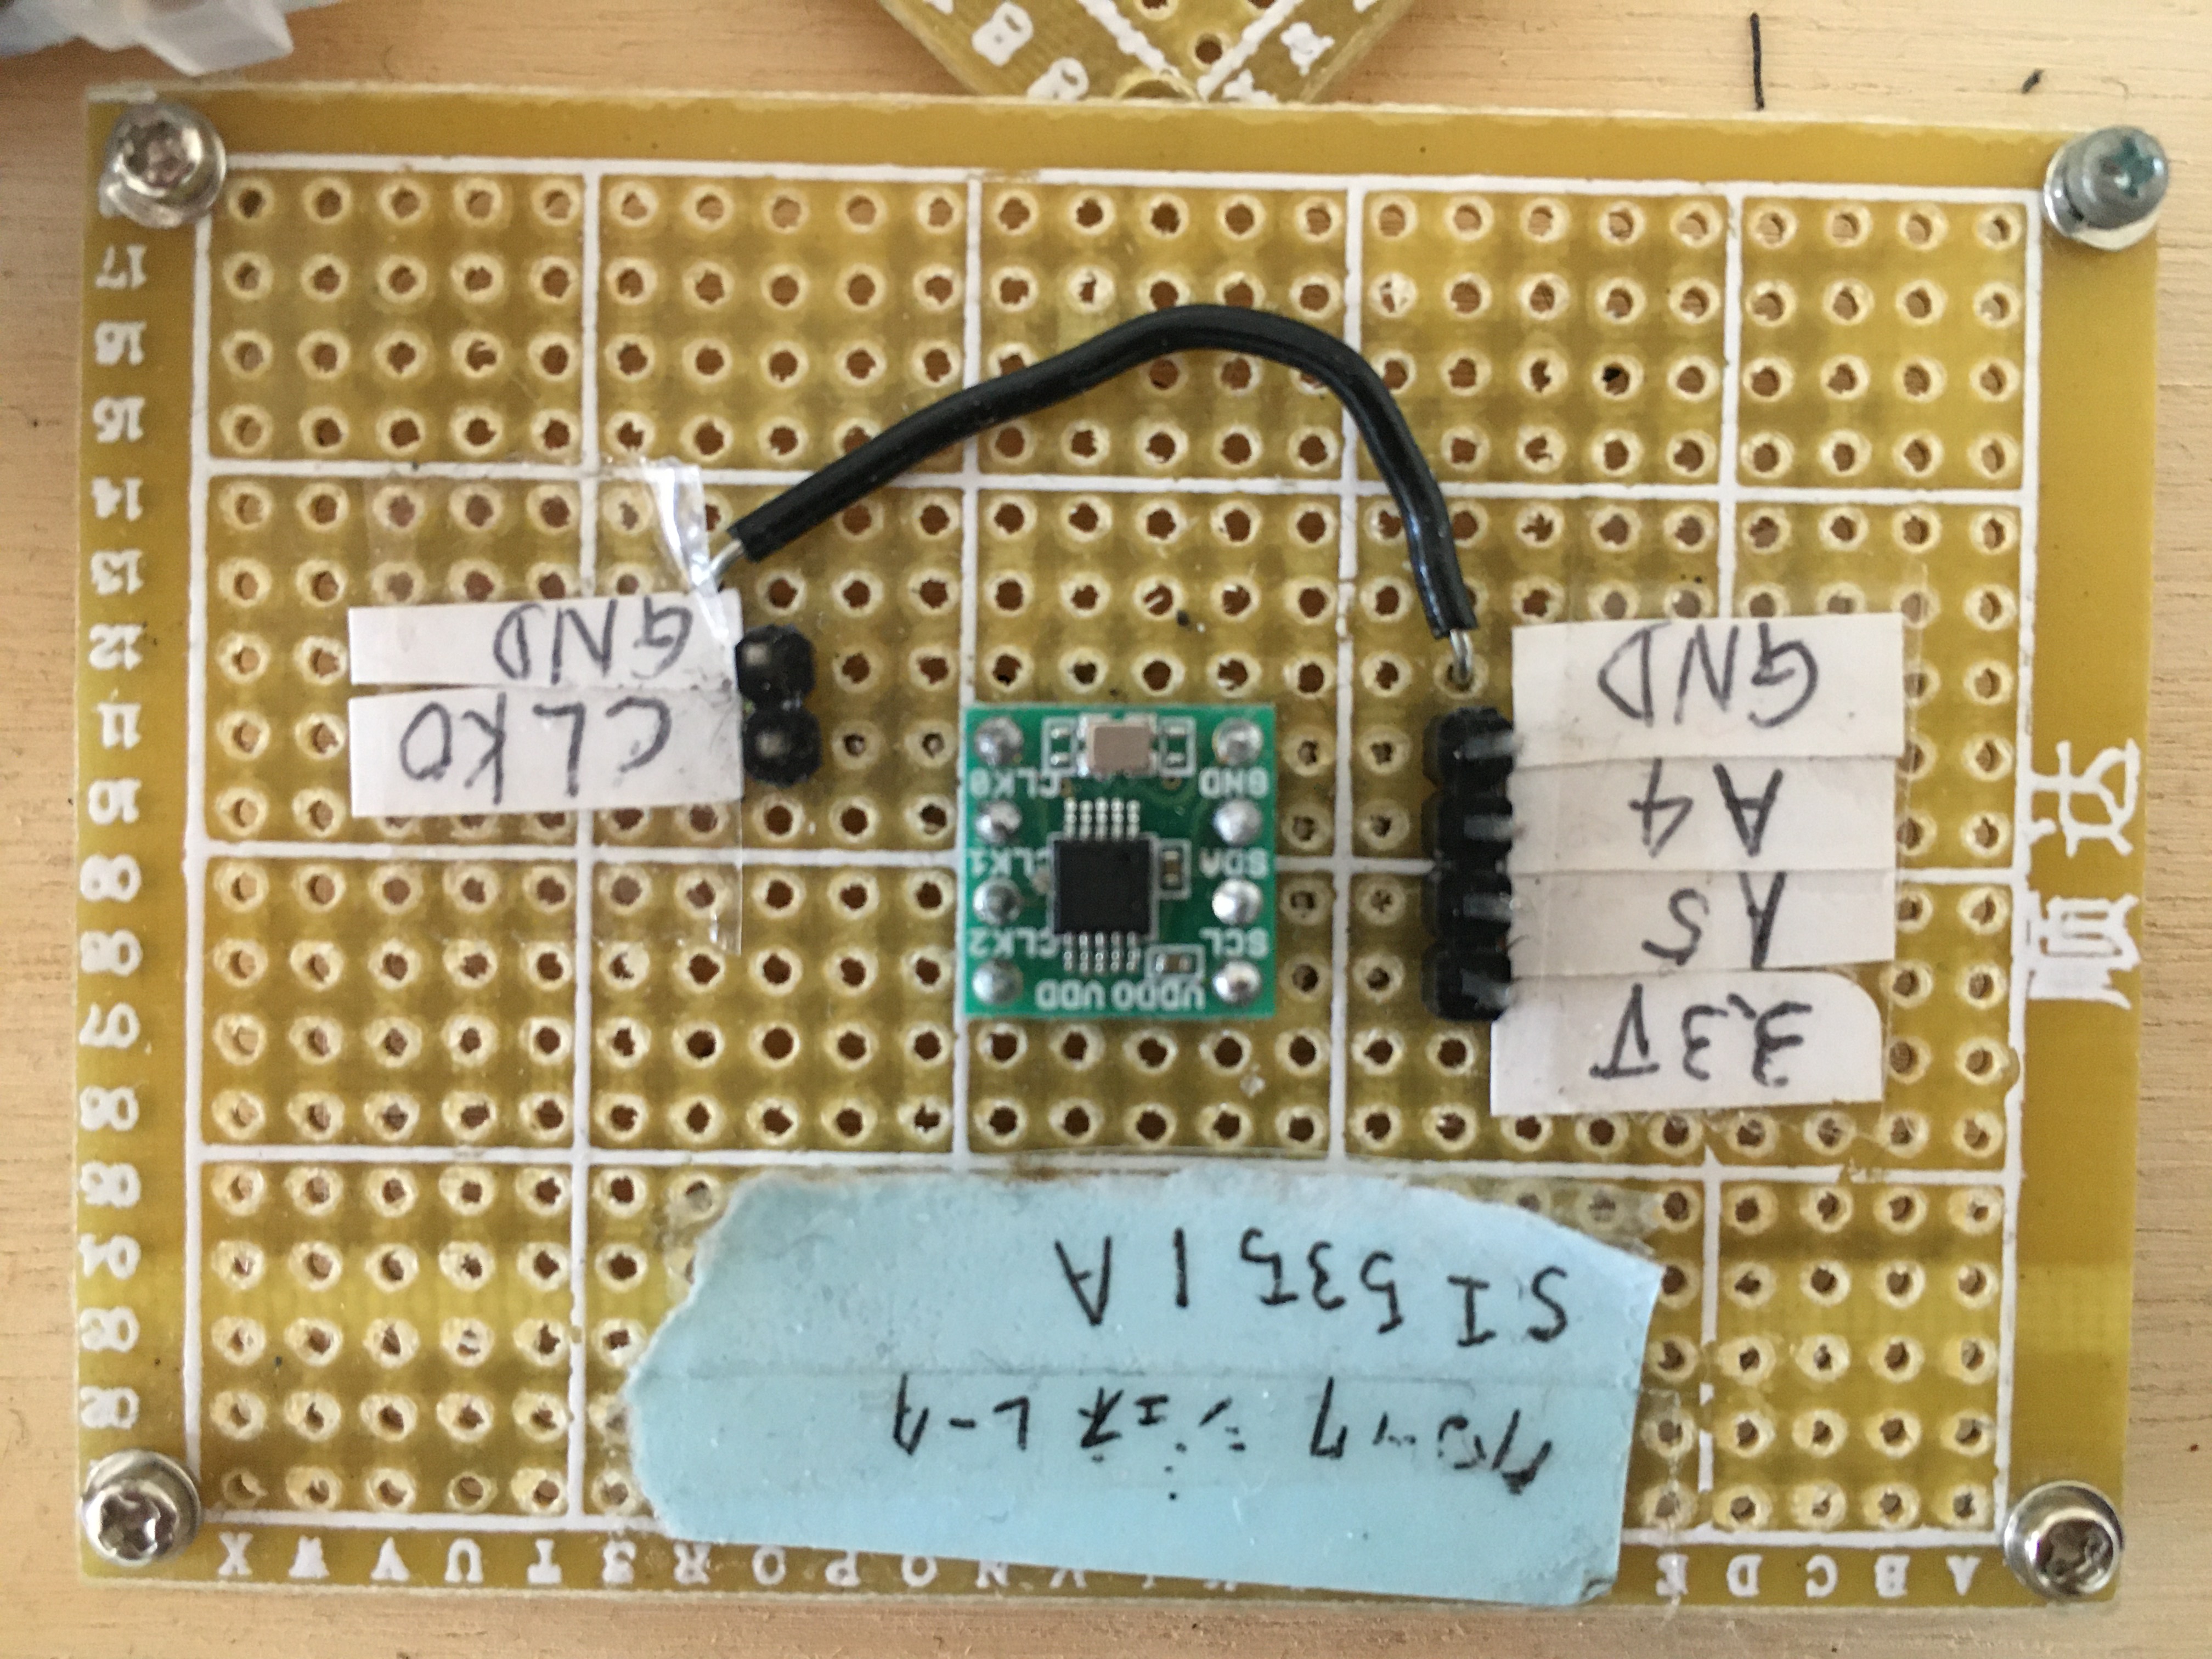 A B C D E N O P Q R S T U V W X
クロックジェネレータ
SI5351A
02
03
04
05
06
07
08
09
10
11
12
13
14
15
16
17
3.3V
A5
A4
GND
VDDO VDD
SCL CLK2
SDA CLK1
GND CLK0
CLK0
GND
顺达